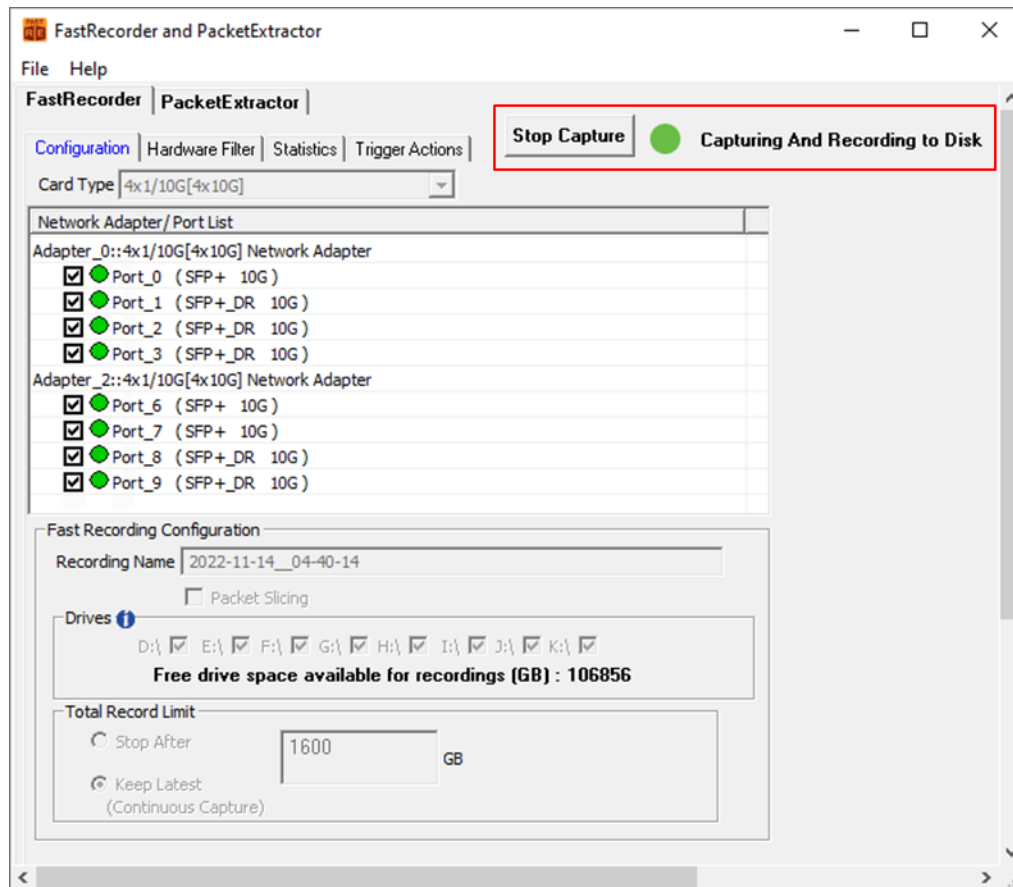 FastRecorder and PacketExtractor
File Help
FastRecorder PacketExtractor
Stop Capture Capturing And Recording to Disk
Configuration Hardware Filter Statistics Trigger Actions
Card Type 4x1/10G[4x10G]
Network Adapter/ Port List
Adapter_0::4x1/10G[4x10G] Network Adapter
Port_0 (SFP+ 10G)
Port_1 (SFP+_DR 10G)
Port_2 (SFP+_DR 10G)
Port_3 (SFP+_DR 10G)
Adapter_2::4x1/10G[4x10G] Network Adapter
Port_6 (SFP+ 10G)
Port_7 (SFP+ 10G)
Port_8 (SFP+_DR 10G)
Port_9 (SFP+_DR 10G)
Fast Recording Configuration
Recording Name 2022-11-14__04-40-14
Packet Slicing
Drives
D:\ E:\ F:\ G:\ H:\ I:\ J:\ K:\
Free drive space available for recordings (GB) : 106856
Total Record Limit
Stop After 1600 GB
Keep Latest
(Continuous Capture)